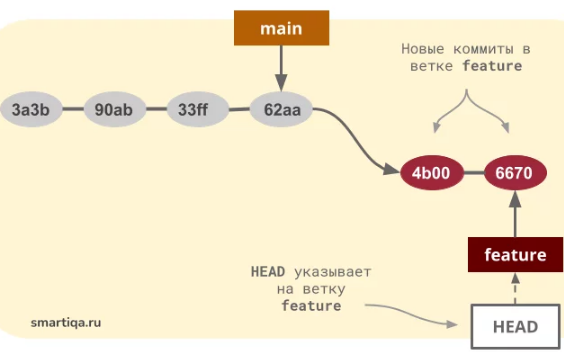 main
Новые коммиты в
ветке feature
3a3b
90ab
33ff
62aa
4b00
6670
feature
HEAD указывает
на ветку
feature
HEAD
smartiqa.ru